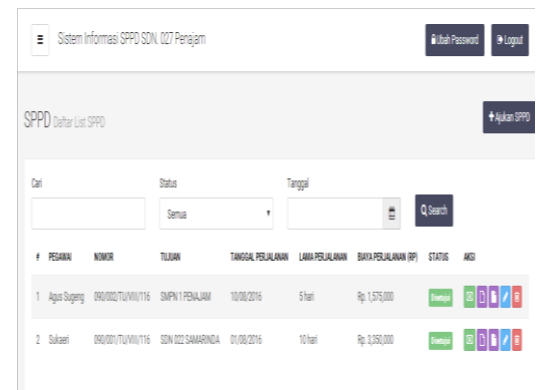 Sistem Informasi SPPD SDN. 027 Penajam
Ubah Password
Logout
SPPD Daftar List SPPD
+Ajukan SPPD
Cari Status Tanggal
Semua
Search
# PEGAWAI NOMOR TUJUAN TANGGAL PERJALANAN LAMA PERJALANAN BIAYA PERJALANAN (RP) STATUS AKSI
1 Agus Sugeng 090/002/TU/VIII/116 SMPN 1 PENAJAM 10/08/2016 5 hari Rp. 1,575,000 Disetujui
2 Sukaeri 090/001/TU/VIII/116 SDN 022 SAMARINDA 01/08/2016 10 hari Rp. 3,350,000 Disetujui